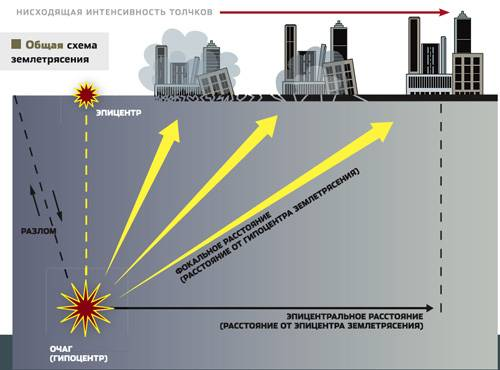 НИСХОДЯЩАЯ ИНТЕНСИВНОСТЬ ТОЛЧКОВ
Общая схема
землетрясения
ЭПИЦЕНТР
РАЗЛОМ
ФОКАЛЬНОЕ РАССТОЯНИЕ
(РАССТОЯНИЕ ОТ ГИПОЦЕНТРА ЗЕМЛЕТРЯСЕНИЯ)
ЭПИЦЕНТРАЛЬНОЕ РАССТОЯНИЕ
(РАССТОЯНИЕ ОТ ЭПИЦЕНТРА ЗЕМЛЕТРЯСЕНИЯ)
ОЧАГ
(ГИПОЦЕНТР)